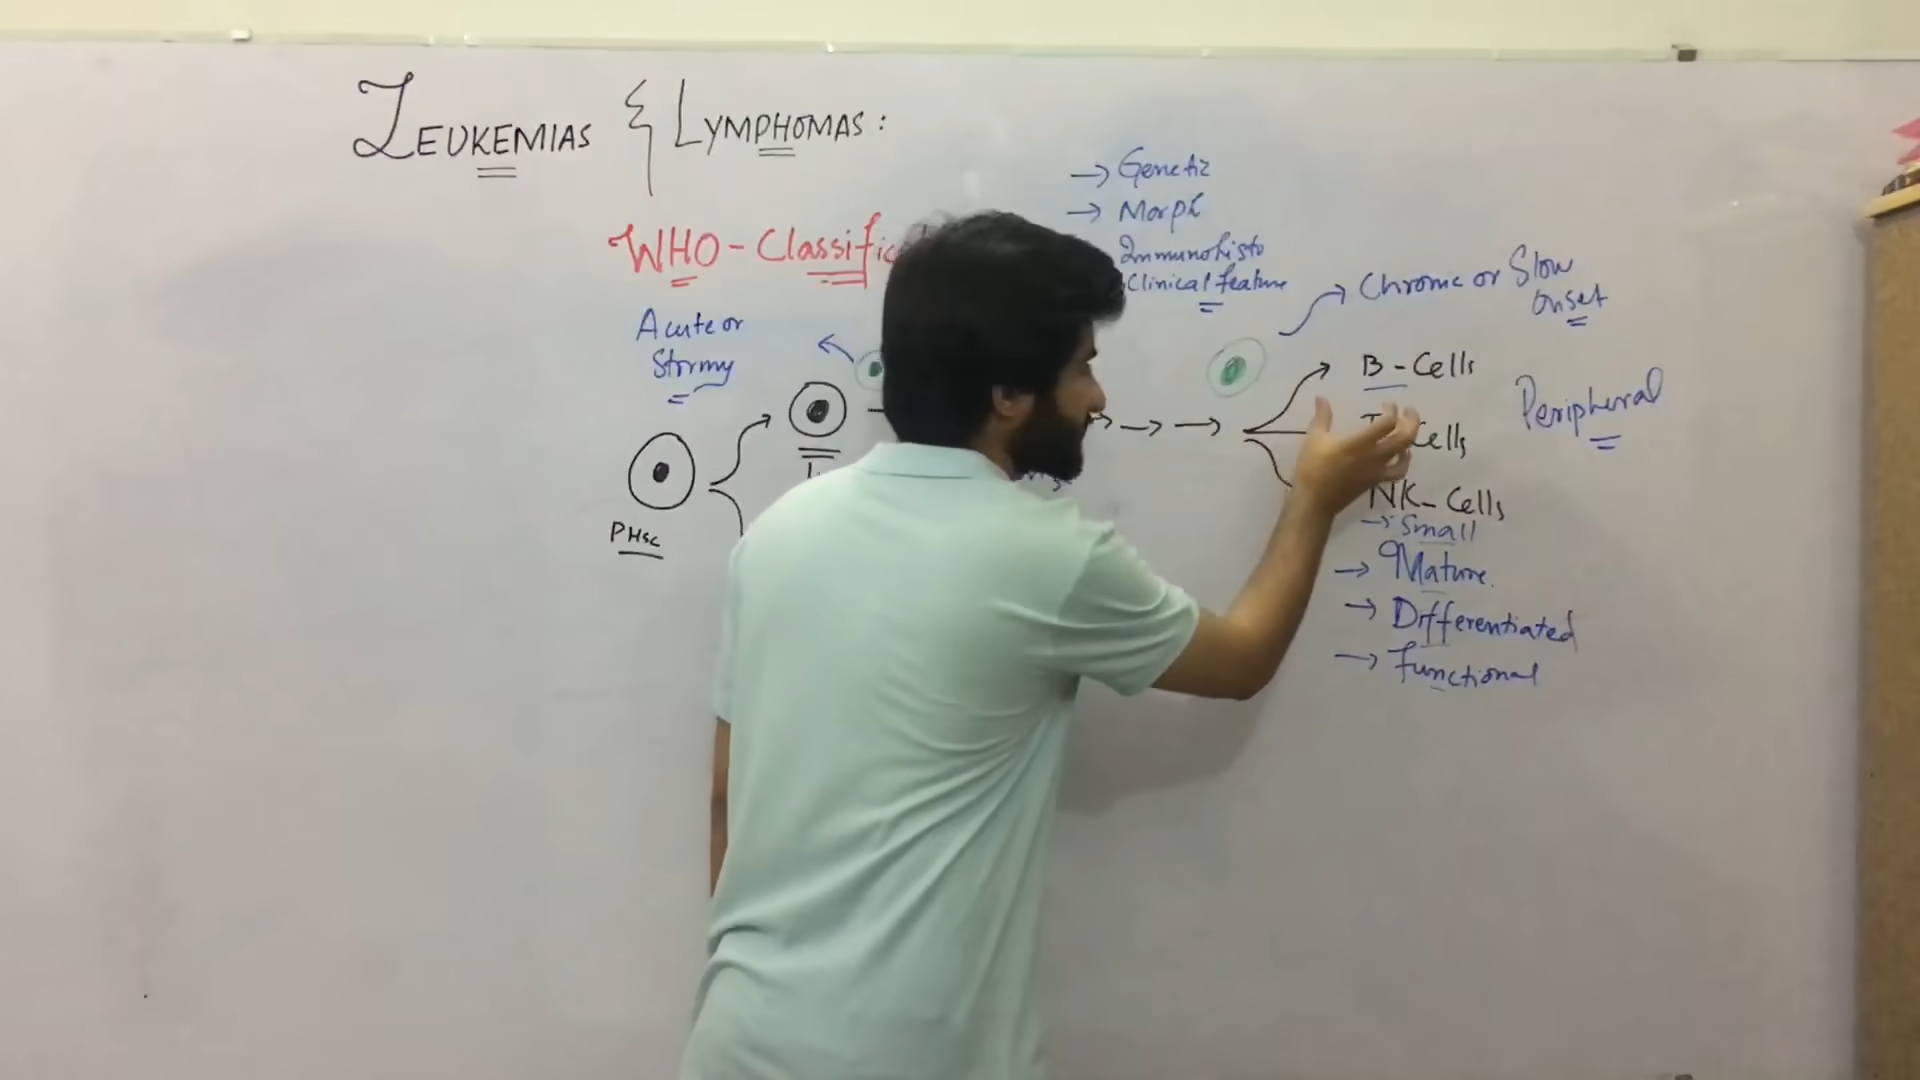 LEUKEMIAS & LYMPHOMAS:
→ Genetic
→ Morph
Immunohisto
Clinical feature
WHO - Classific
Chronic or Slow
onset
Acute or
Stormy
B - Cells
Peripheral
Cells
NK - Cells
→ Small
→ Mature.
→ Differentiated
→ Functional
PHSC